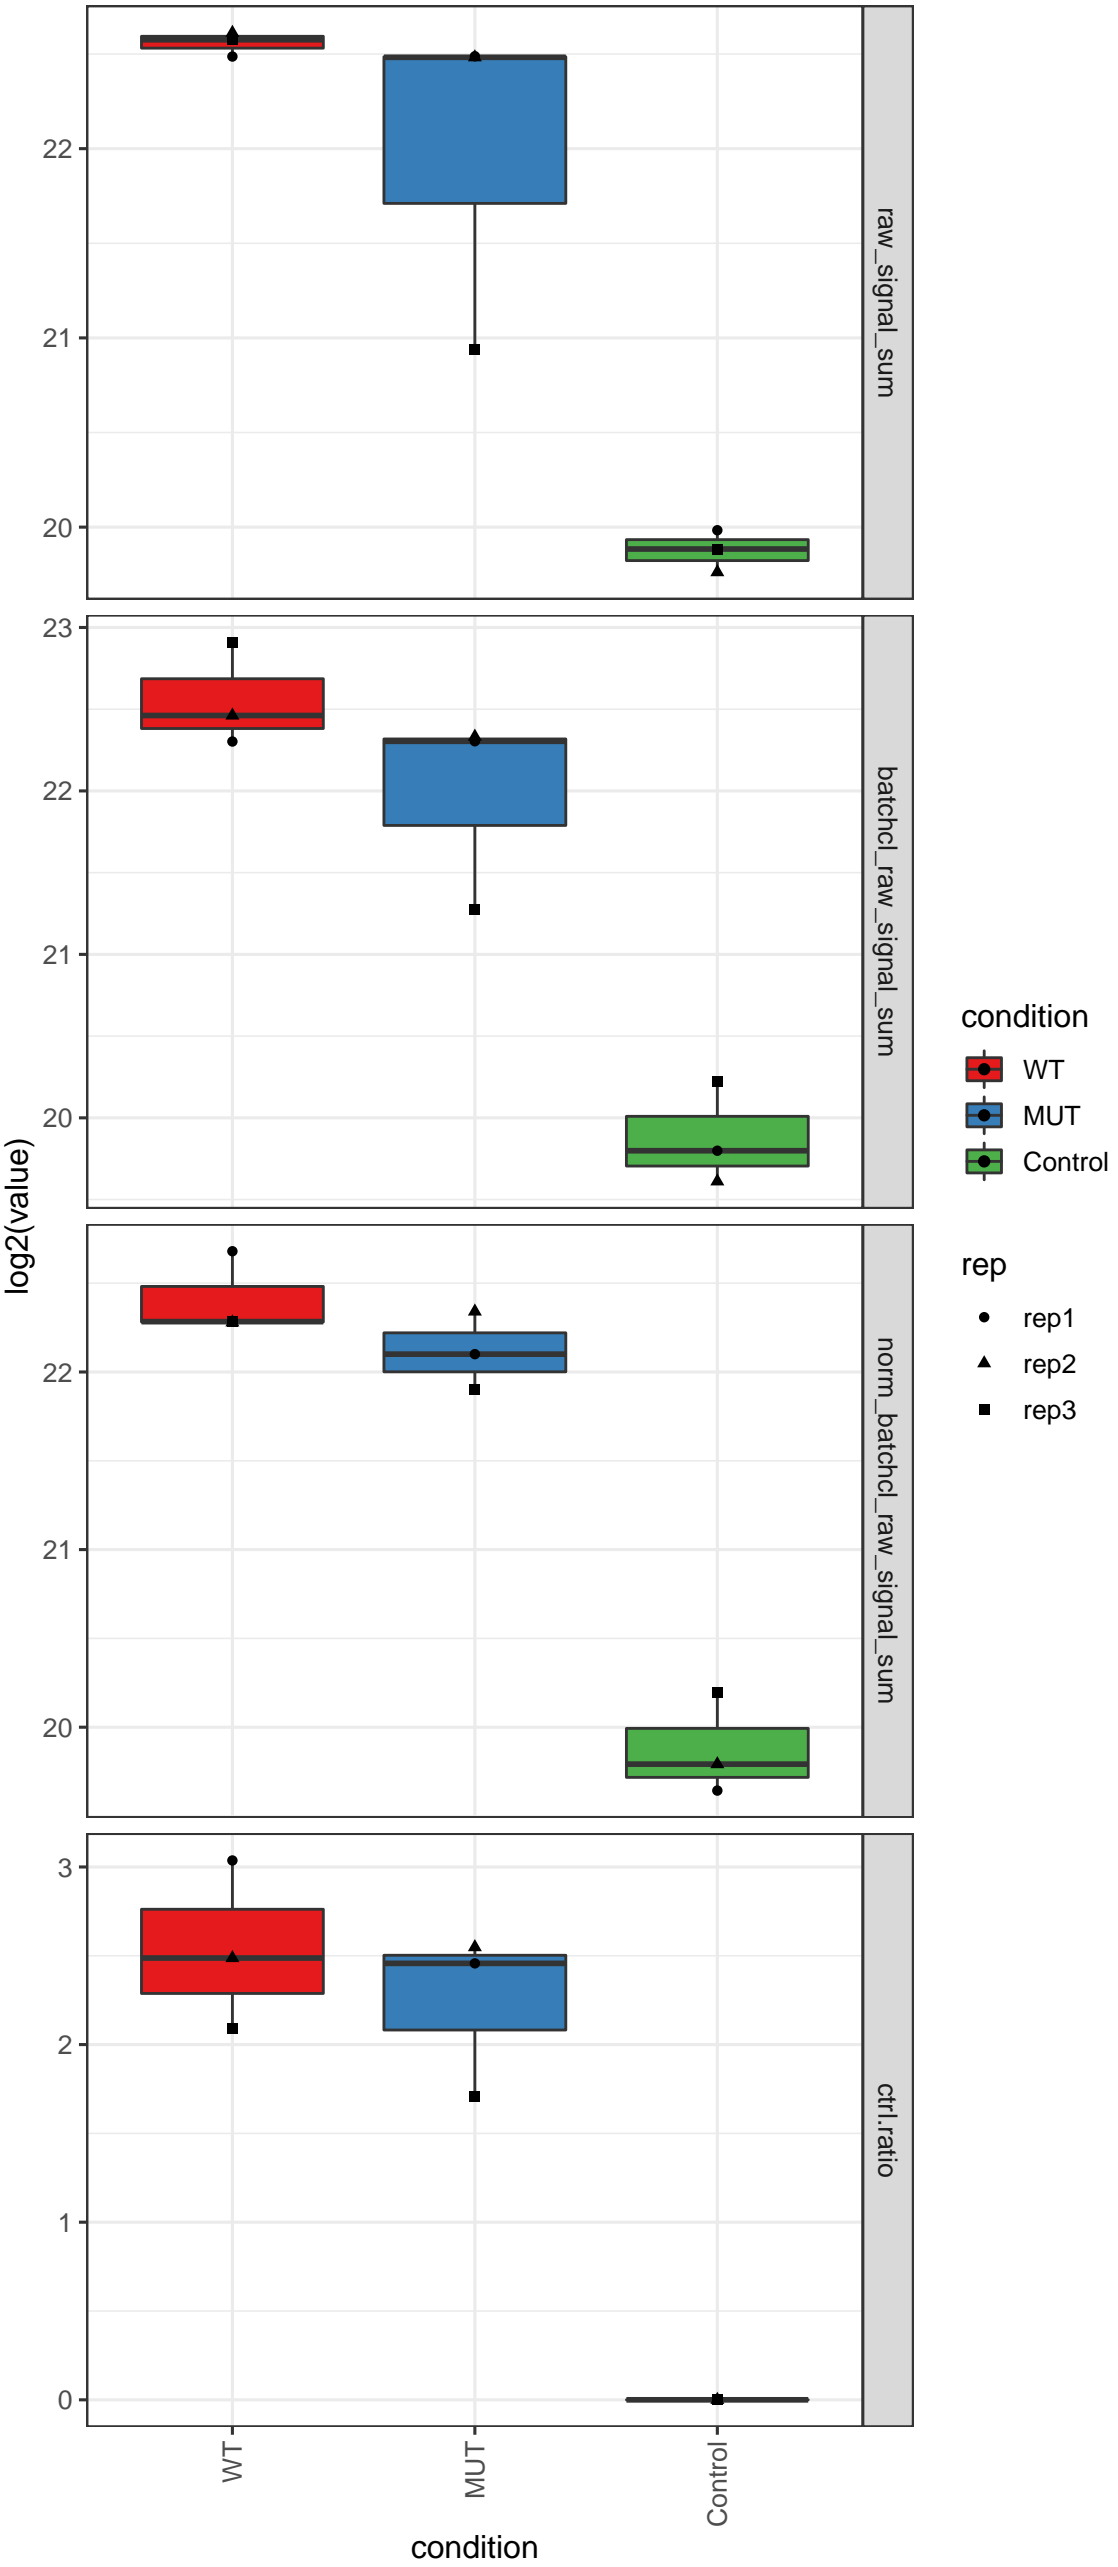 log2(value)
22
21
20
raw_signal_sum
23
22
21
20
batchcl_raw_signal_sum
22
21
20
norm_batchcl_raw_signal_sum
3
2
1
0
ctrl.ratio
WT
MUT
Control
condition
condition
WT
MUT
Control
rep
rep1
rep2
rep3